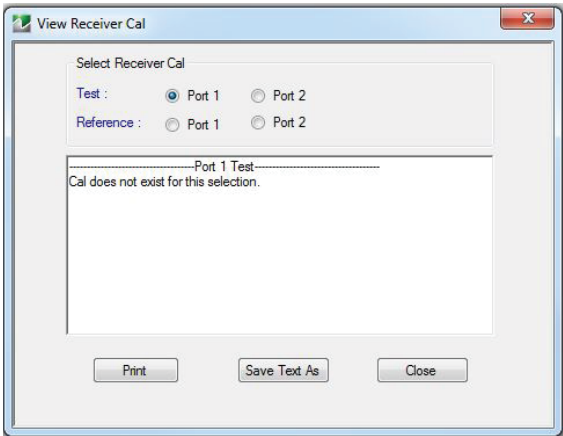 View Receiver Cal
Select Receiver Cal
Test : Port 1 Port 2
Reference : Port 1 Port 2
------------------------------------Port 1 Test------------------------------------
Cal does not exist for this selection.
Print Save Text As Close